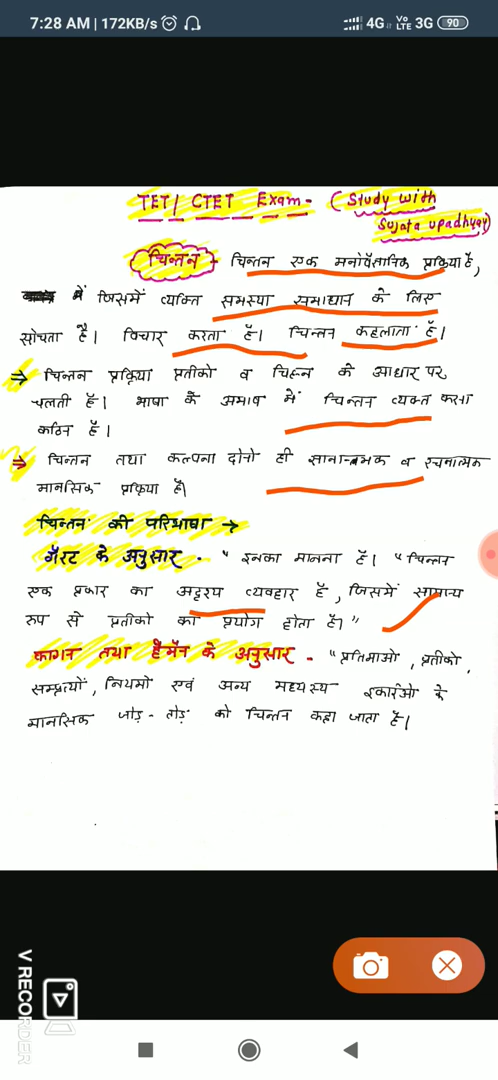 7:28 AM | 172KB/s 4G Vo LTE 3G 90
TET/ CTET Exam- (Study with
Sujata Upadhyay)
चिन्तन - चिन्तन एक मनोवैज्ञानिक प्रक्रिया है,
में जिसमें व्यक्ति समस्या समाधान के लिए
सोचता है। विचार करता है। चिन्तन कहलाता है।
⇒ चिन्तन प्रक्रिया प्रतीको व चिह्न के आधार पर
चलती है। भाषा के अभाव में चिन्तन व्यक्त करना
कठिन है।
⇒ चिन्तन तथा कल्पना दोनो ही व रचनात्मक
मानसिक प्रक्रिया है।
चिन्तन की परिभाषा →
गैरट के अनुसार - " इनका मानना है। " चिन्तन
एक प्रकार का अदृश्य व्यवहार है, जिसमें सामान्य
रुप से प्रतीको का प्रयोग होता है।"
कागन तथा हैमॅन के अनुसार - "प्रतिमाओ, प्रतीको,
सम्प्रत्यों, नियमो एवं अन्य मध्यस्थ इकाईओ के
मानसिक जोड़-तोड़ को चिन्तन कहा जाता है।
V RECORDER